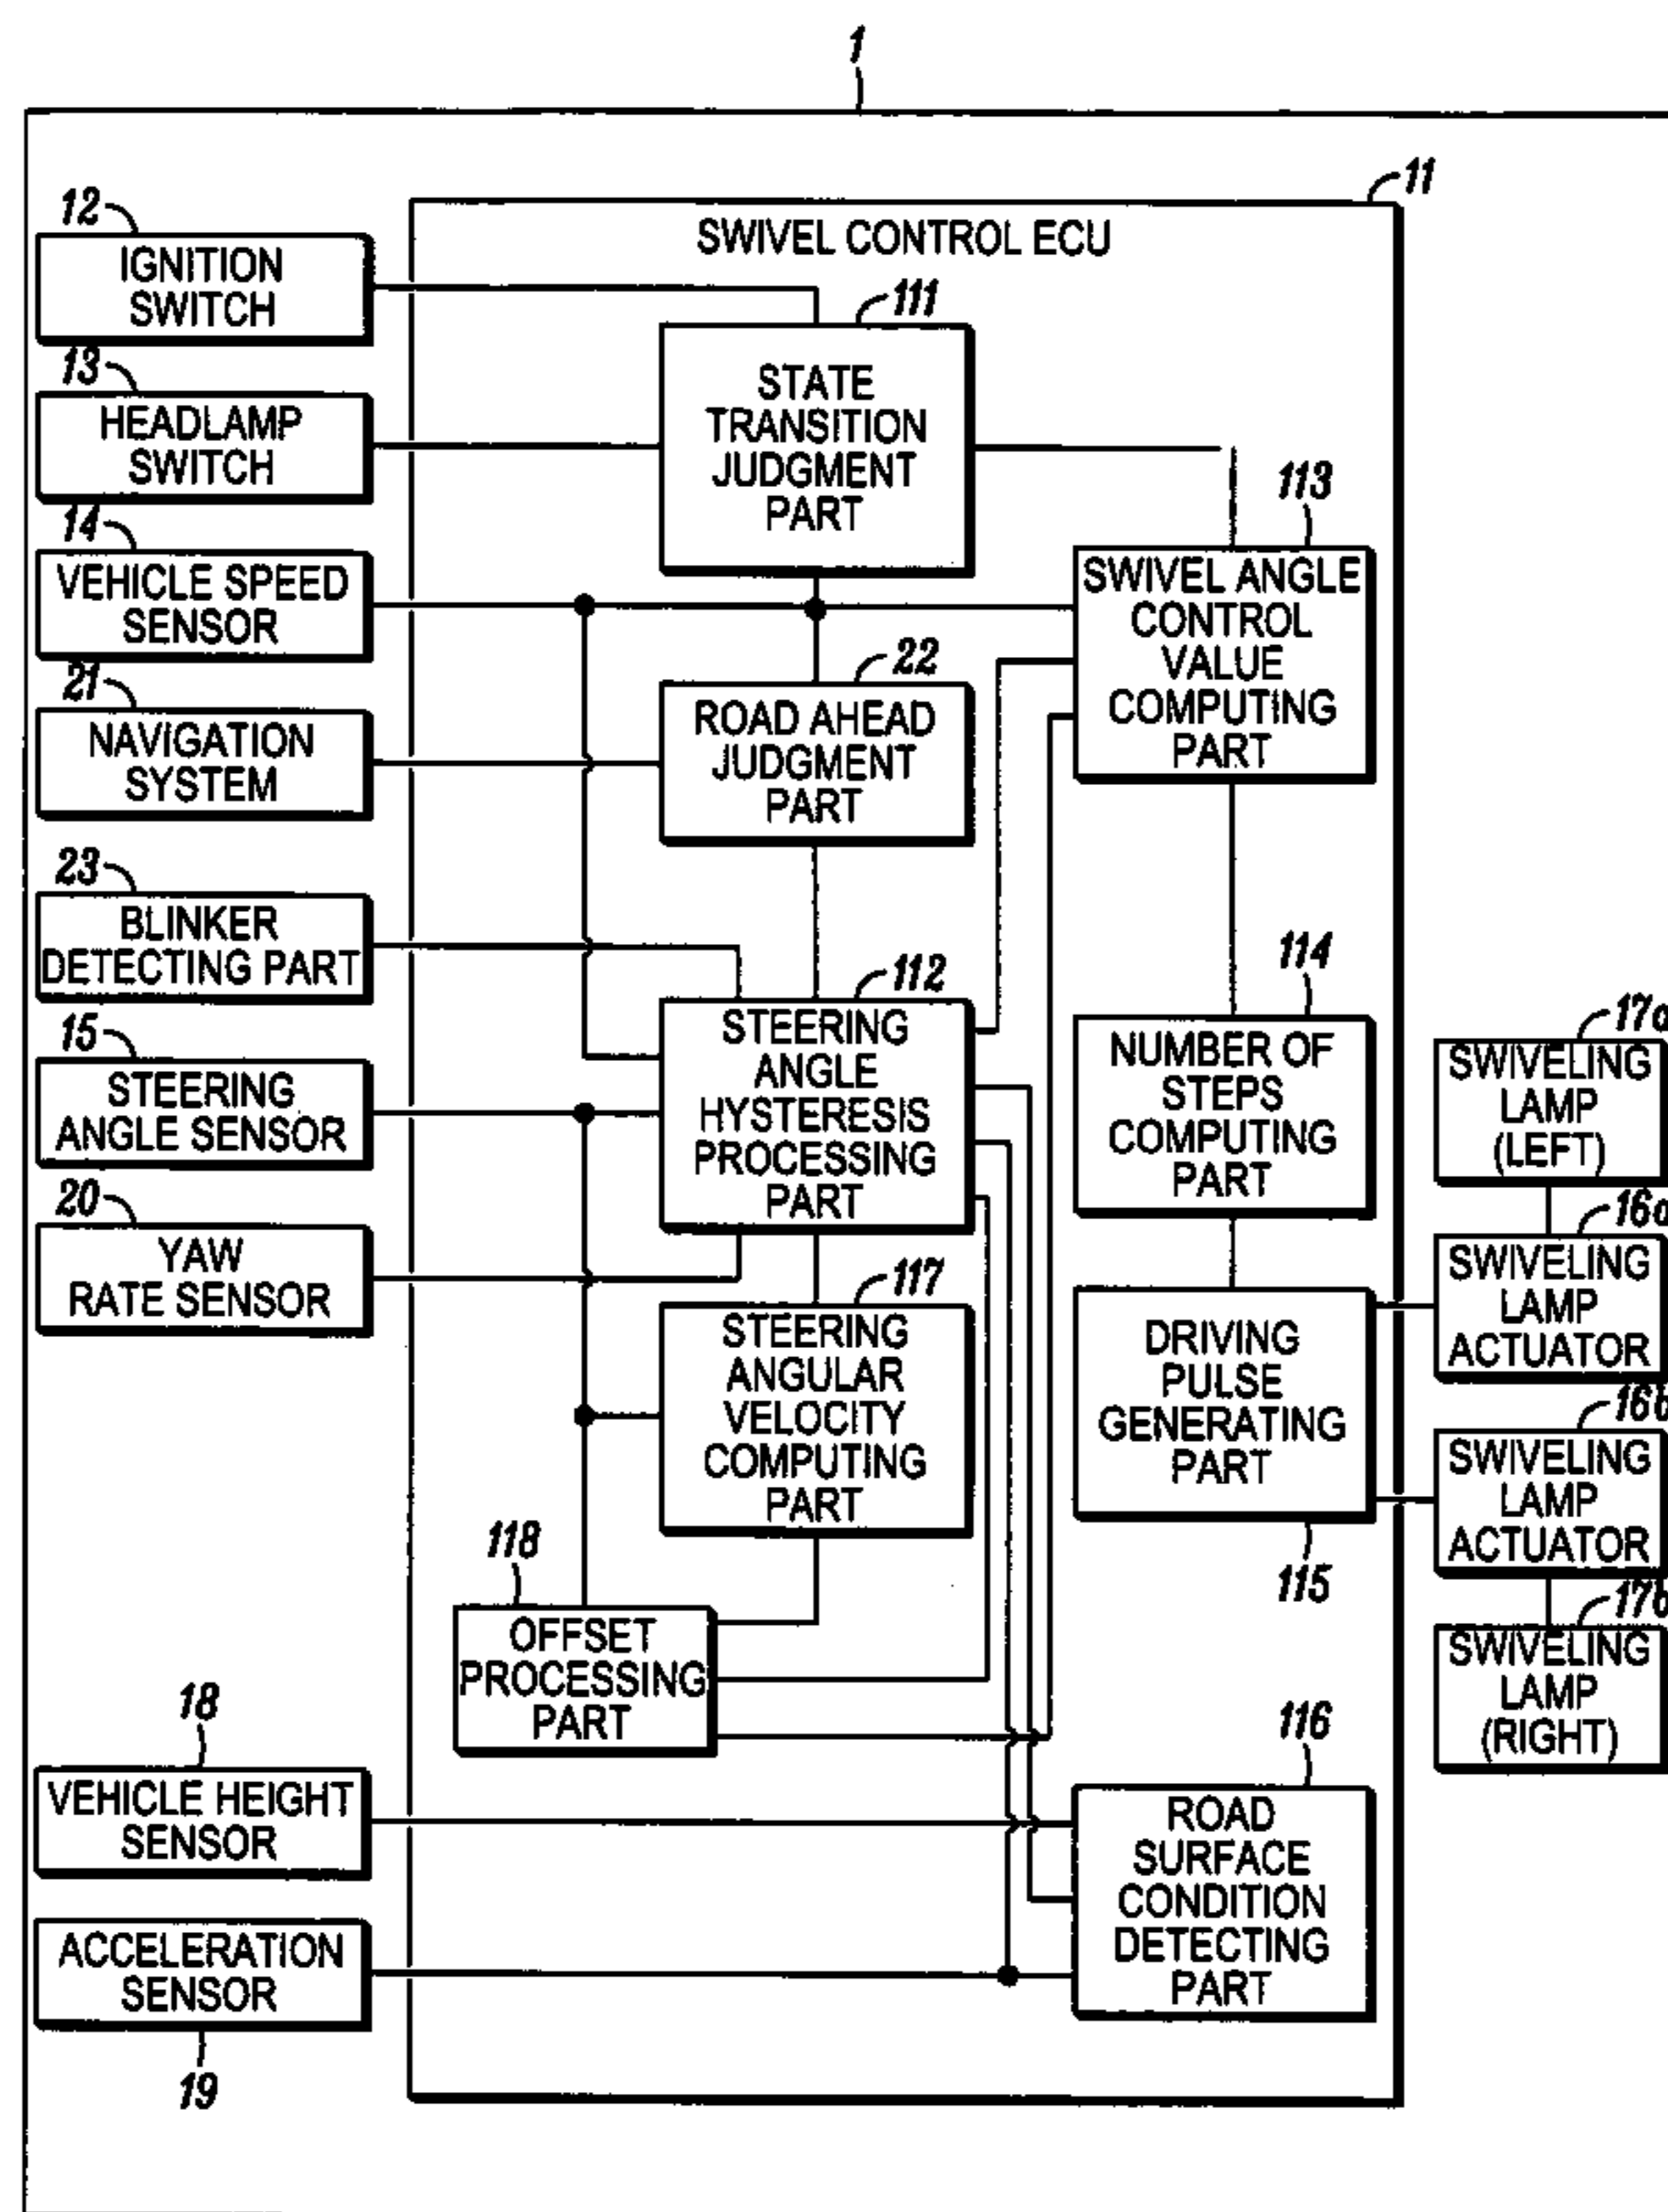 1
11
SWIVEL CONTROL ECU
12
IGNITION
SWITCH
13
HEADLAMP
SWITCH
14
VEHICLE SPEED
SENSOR
21
NAVIGATION
SYSTEM
23
BLINKER
DETECTING PART
15
STEERING
ANGLE SENSOR
20
YAW
RATE SENSOR
18
VEHICLE HEIGHT
SENSOR
ACCELERATION
SENSOR
19
111
STATE
TRANSITION
JUDGMENT
PART
22
ROAD AHEAD
JUDGMENT
PART
112
STEERING
ANGLE
HYSTERESIS
PROCESSING
PART
117
STEERING
ANGULAR
VELOCITY
COMPUTING
PART
118
OFFSET
PROCESSING
PART
113
SWIVEL ANGLE
CONTROL
VALUE
COMPUTING
PART
114
NUMBER OF
STEPS
COMPUTING
PART
DRIVING
PULSE
GENERATING
PART
115
116
ROAD
SURFACE
CONDITION
DETECTING
PART
17a
SWIVELING
LAMP
(LEFT)
16a
SWIVELING
LAMP
ACTUATOR
16b
SWIVELING
LAMP
ACTUATOR
17b
SWIVELING
LAMP
(RIGHT)